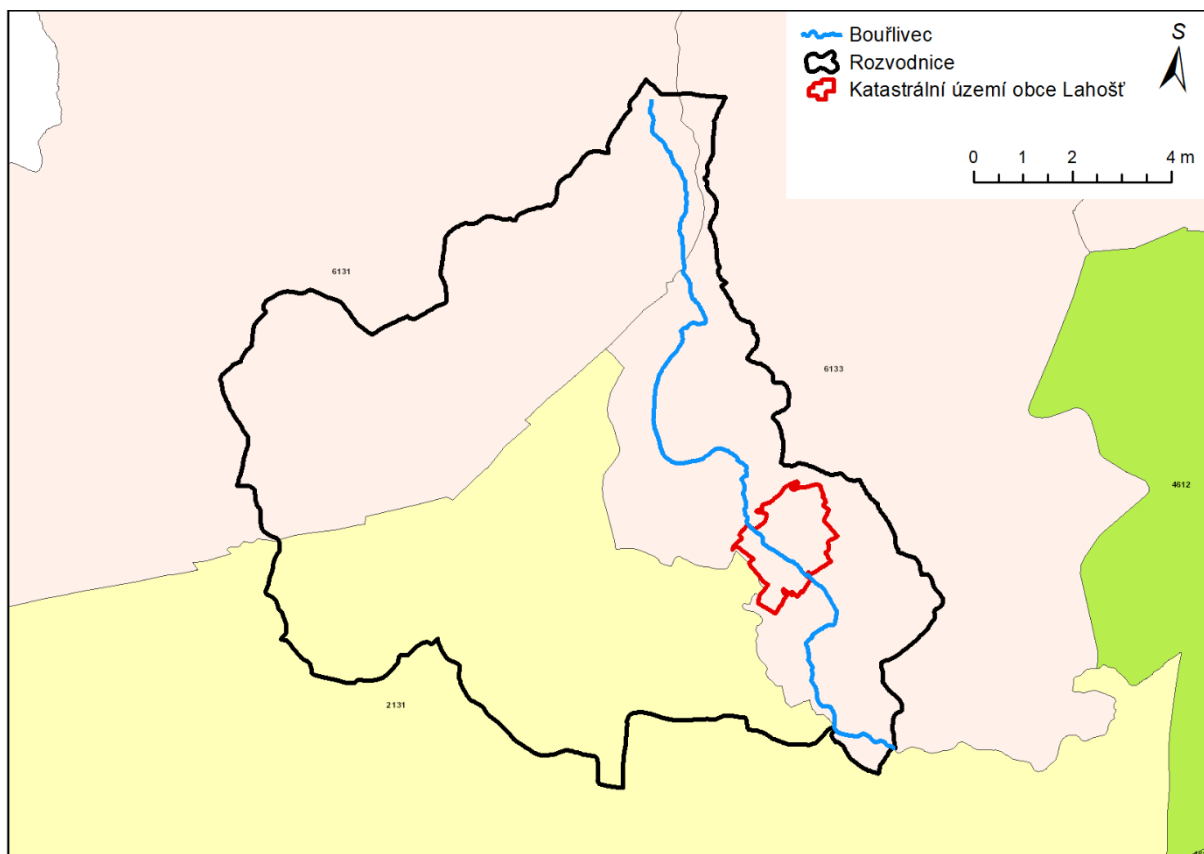 Bouřlivec
Rozvodnice
Katastrální území obce Lahošť
S
0 1 2 4 m
6131
6133
4612
2131